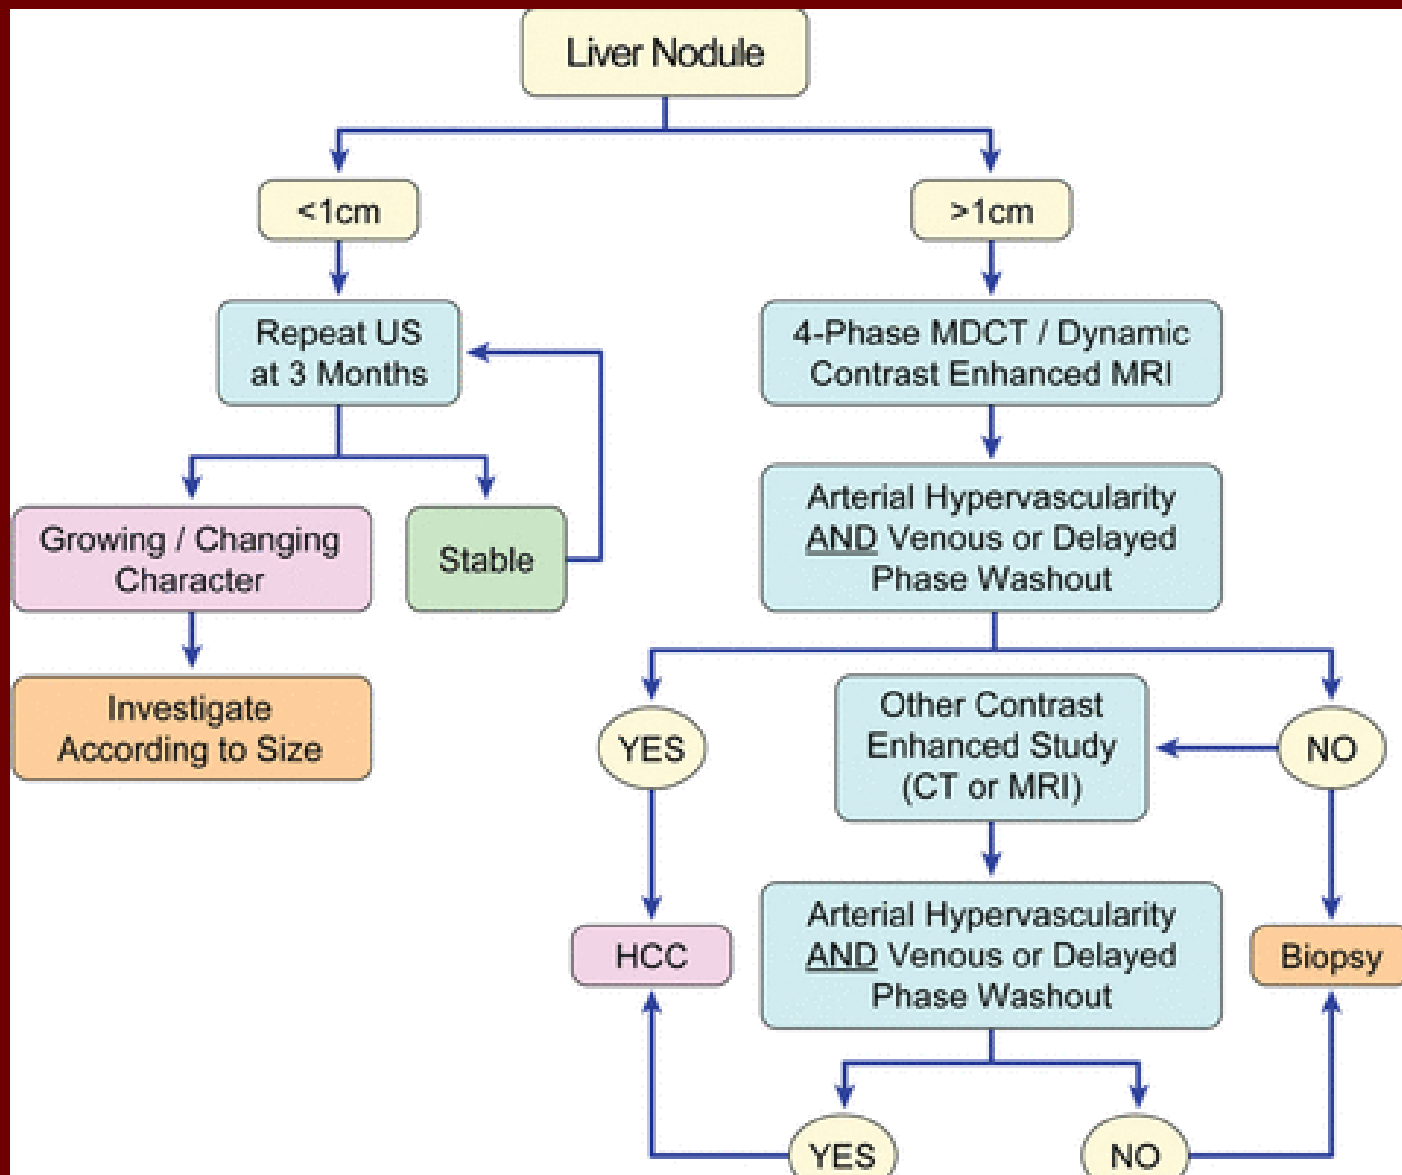 Liver Nodule
<1cm
>1cm
Repeat US
at 3 Months
4-Phase MDCT / Dynamic
Contrast Enhanced MRI
Growing / Changing
Character
Stable
Arterial Hypervascularity
AND Venous or Delayed
Phase Washout
Investigate
According to Size
YES
Other Contrast
Enhanced Study
(CT or MRI)
NO
HCC
Arterial Hypervascularity
AND Venous or Delayed
Phase Washout
Biopsy
YES
NO